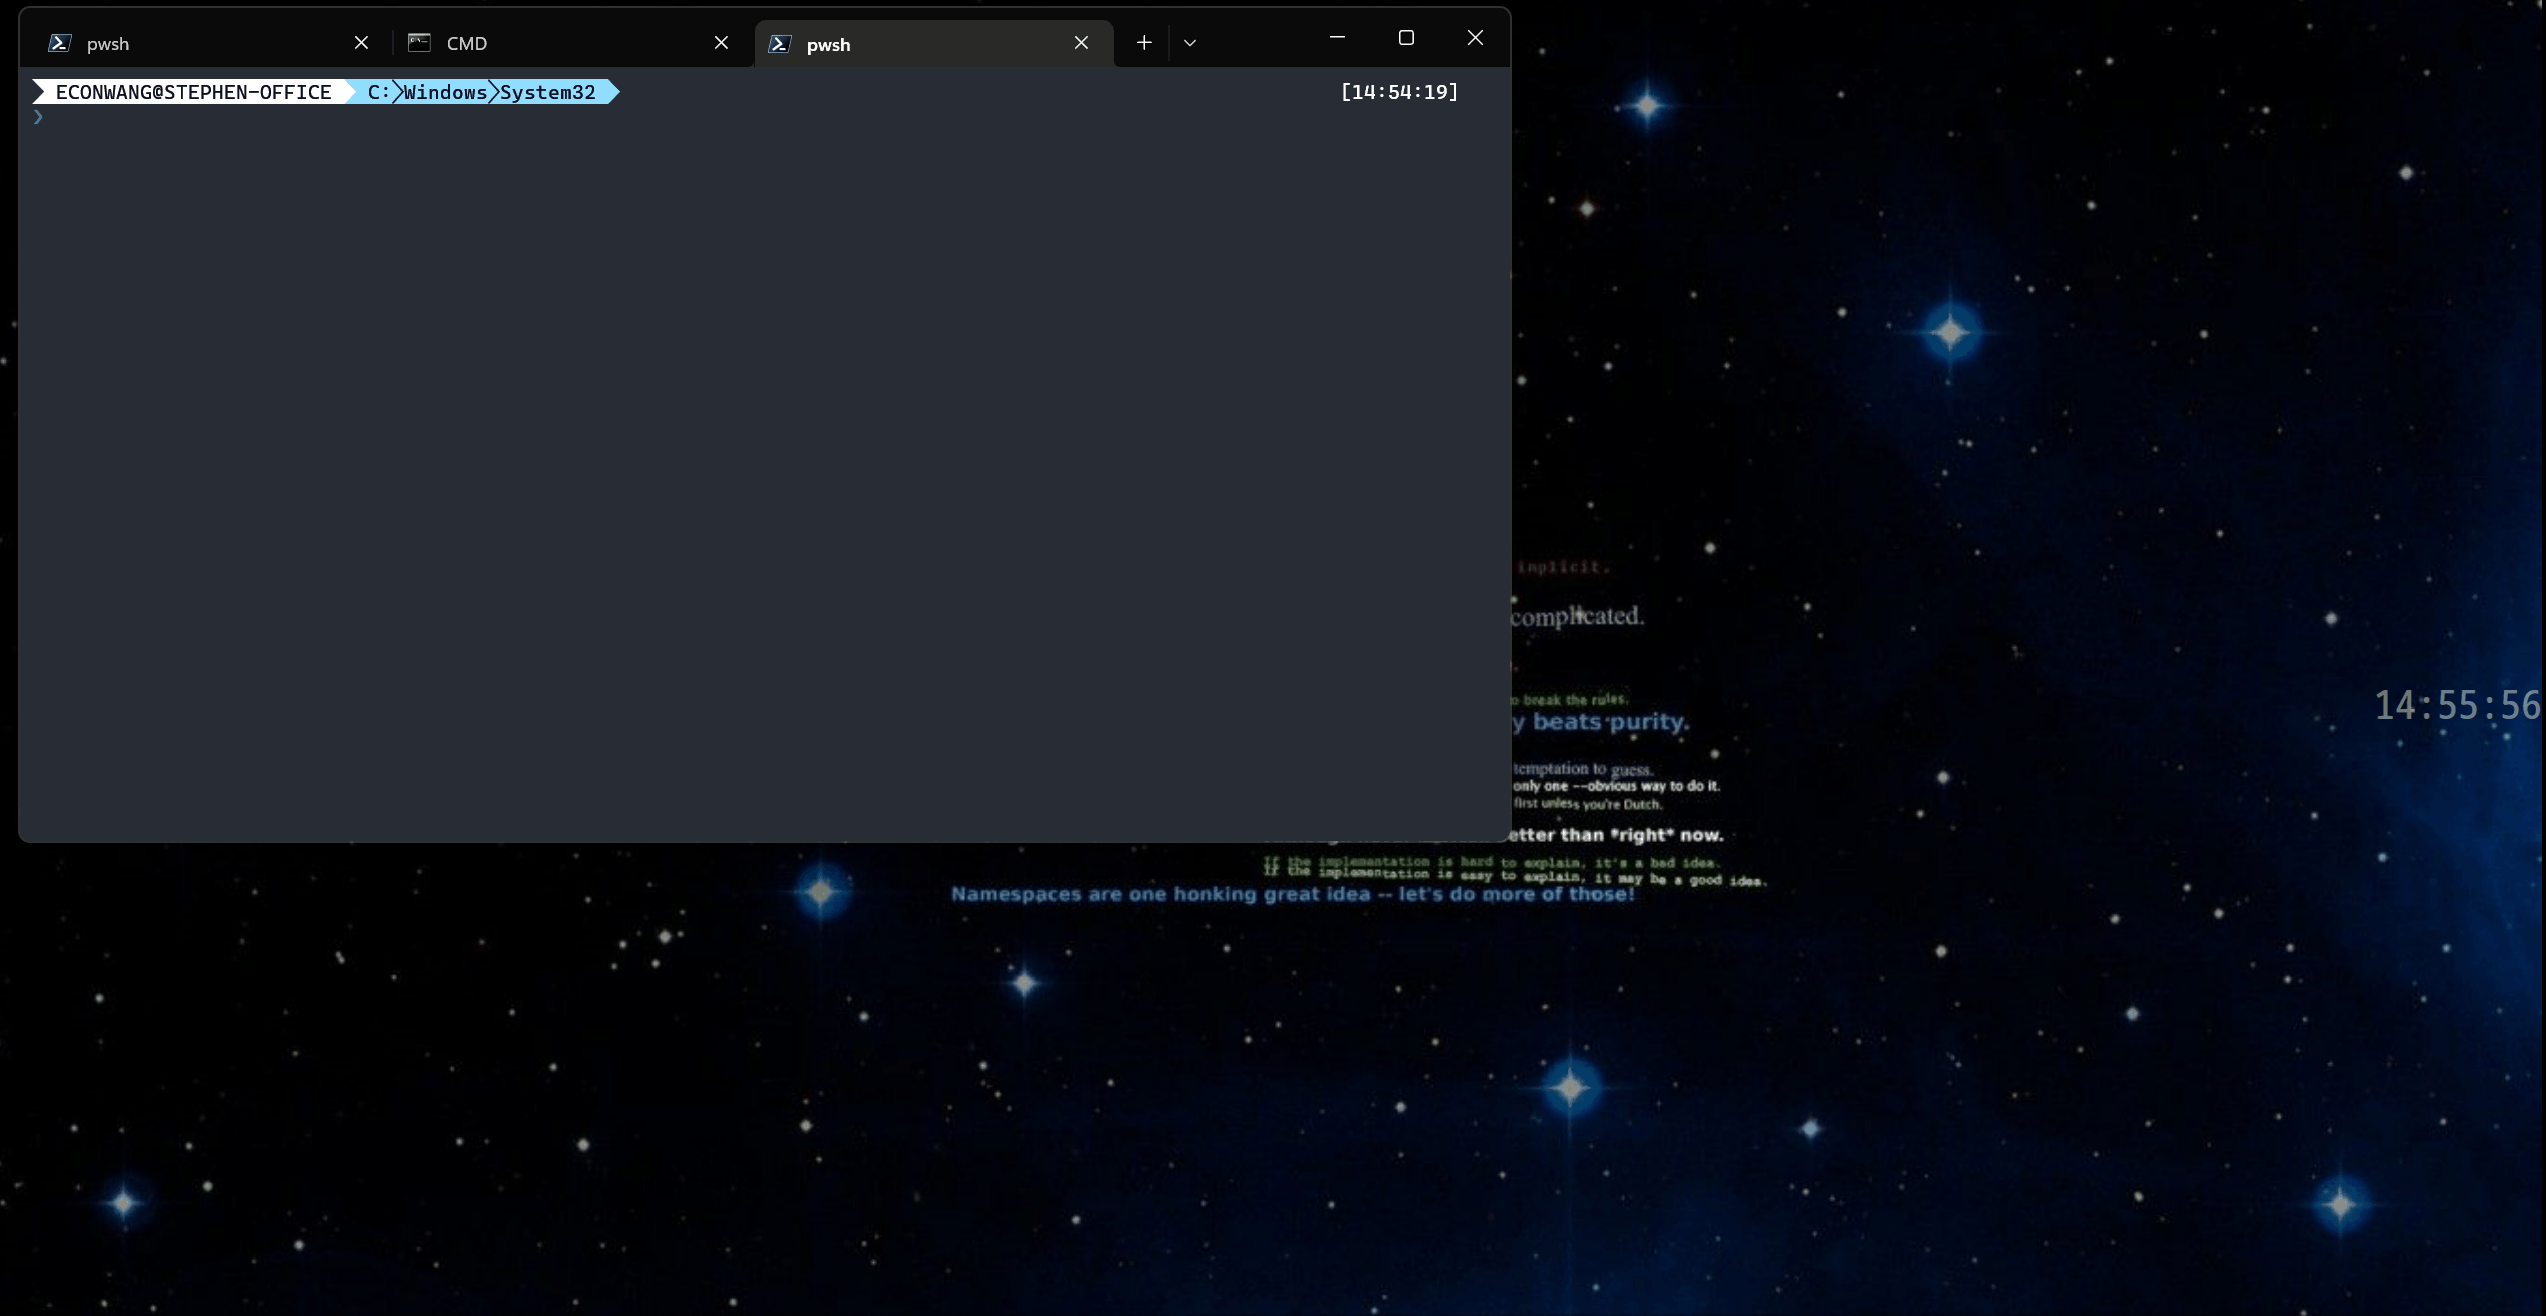 pwsh
CMD
pwsh
ECONWANG@STEPHEN-OFFICE C: Windows System32 [14:54:19]
❯
implicit.
complicated.
to break the rules.
y beats purity.
14:55:56
temptation to guess.
only one --obvious way to do it.
first unless you're Dutch.
etter than *right* now.
If the implementation is hard to explain, it's a bad idea.
If the implementation is easy to explain, it may be a good idea.
Namespaces are one honking great idea -- let's do more of those!